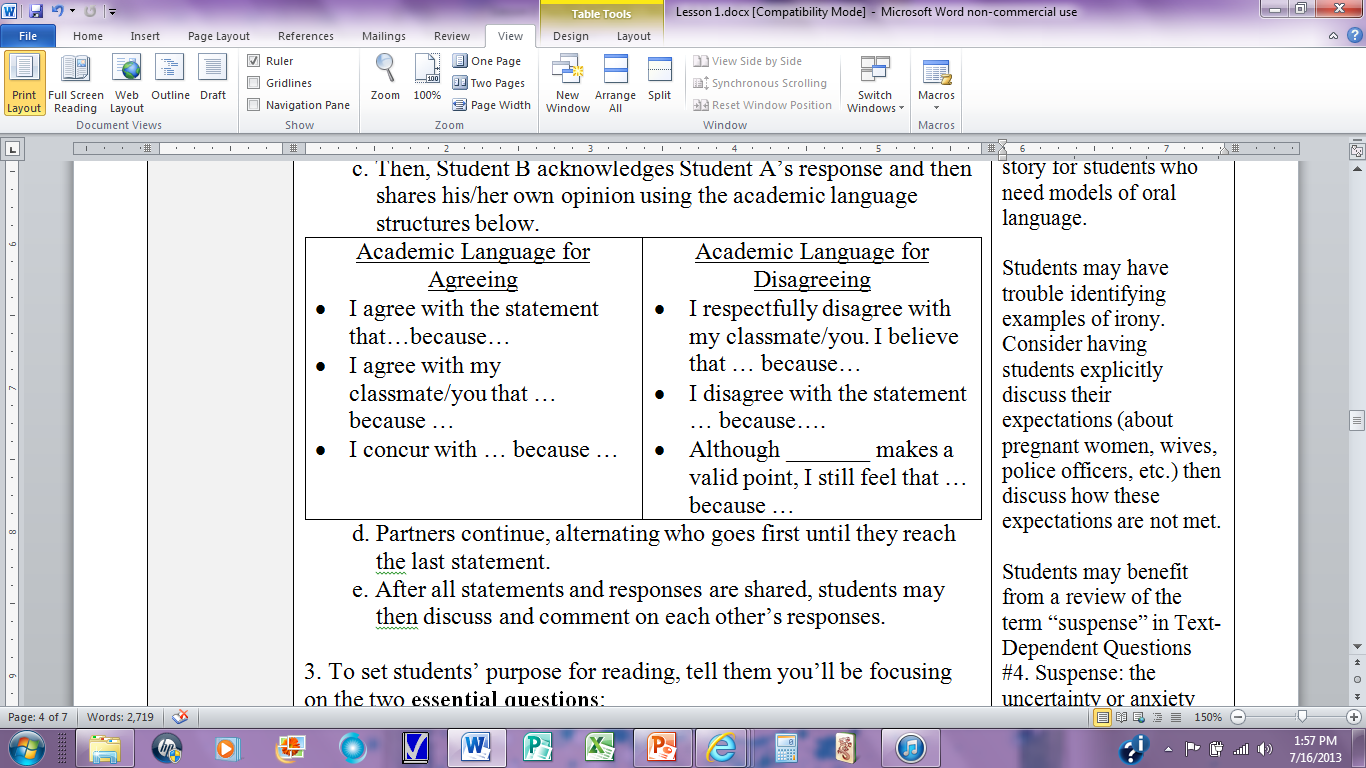 Table Tools
Lesson 1.docx [Compatibility Mode] - Microsoft Word non-commercial use
File Home Insert Page Layout References Mailings Review View Design Layout
Print Layout
Full Screen Reading
Web Layout
Outline
Draft
Document Views
Ruler
Gridlines
Navigation Pane
Show
Zoom
100%
One Page
Two Pages
Page Width
Zoom
New Window
Arrange All
Split
View Side by Side
Synchronous Scrolling
Reset Window Position
Window
Switch Windows
Macros
Macros
2 3 4 5 6 7
c. Then, Student B acknowledges Student A’s response and then
shares his/her own opinion using the academic language
structures below.
Academic Language for
Agreeing
• I agree with the statement
that…because…
• I agree with my
classmate/you that …
because …
• I concur with … because …
Academic Language for
Disagreeing
• I respectfully disagree with
my classmate/you. I believe
that … because…
• I disagree with the statement
… because….
• Although _______ makes a
valid point, I still feel that …
because …
d. Partners continue, alternating who goes first until they reach
the last statement.
e. After all statements and responses are shared, students may
then discuss and comment on each other’s responses.
3. To set students’ purpose for reading, tell them you’ll be focusing
on the two essential questions:
story for students who
need models of oral
language.
Students may have
trouble identifying
examples of irony.
Consider having
students explicitly
discuss their
expectations (about
pregnant women, wives,
police officers, etc.) then
discuss how these
expectations are not met.
Students may benefit
from a review of the
term “suspense” in Text-
Dependent Questions
#4. Suspense: the
uncertainty or anxiety
Page: 4 of 7 Words: 2,719 150%
1:57 PM
7/16/2013